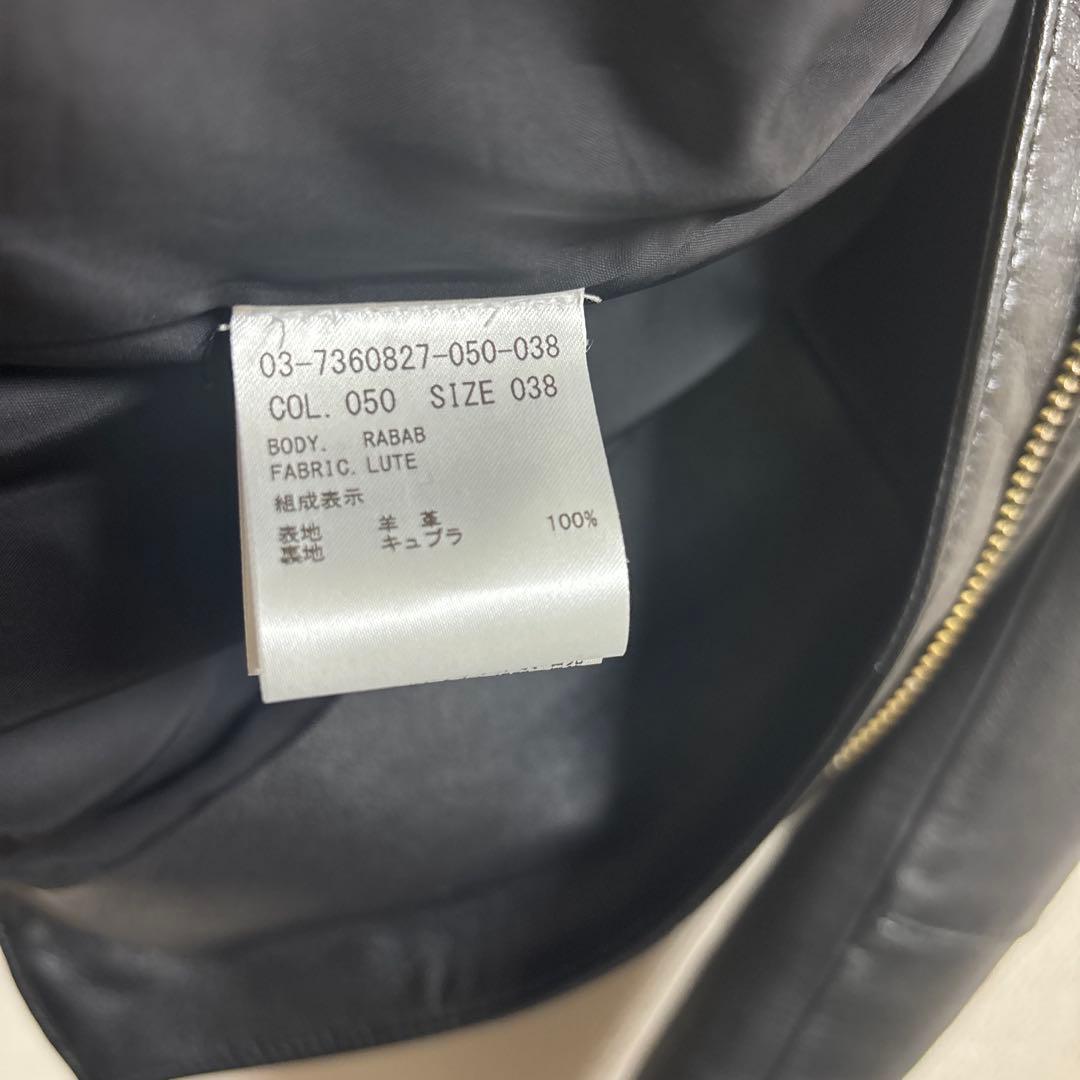 03-7360827-050-038
COL. 050 SIZE 038
BODY. RABAB
FABRIC. LUTE
組成表示
表地 羊 革
裏地 キュプラ 100%